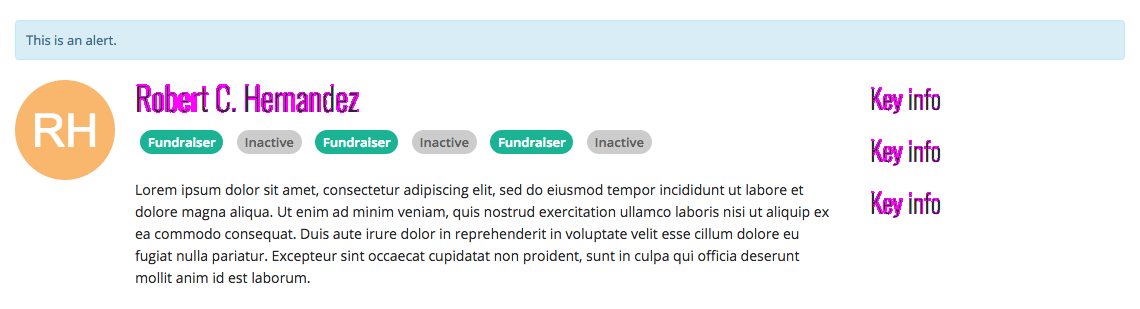 This is an alert.
RH
Robert C. Hernandez
Key info
Fundraiser Inactive Fundraiser Inactive Fundraiser Inactive
Key info
Lorem ipsum dolor sit amet, consectetur adipiscing elit, sed do eiusmod tempor incididunt ut labore et
dolore magna aliqua. Ut enim ad minim veniam, quis nostrud exercitation ullamco laboris nisi ut aliquip ex
ea commodo consequat. Duis aute irure dolor in reprehenderit in voluptate velit esse cillum dolore eu
fugiat nulla pariatur. Excepteur sint occaecat cupidatat non proident, sunt in culpa qui officia deserunt
mollit anim id est laborum.
Key info